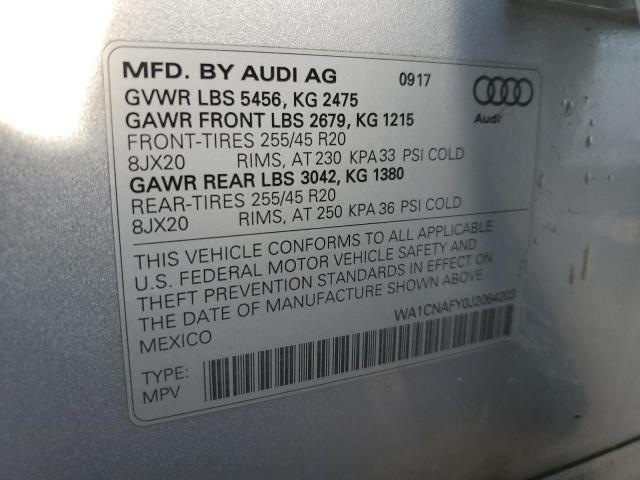 MFD. BY AUDI AG 09 17
GVWR LBS 5456, KG 2475
GAWR FRONT LBS 2679, KG 1215
Audi
FRONT-TIRES 255/45 R20
8JX20 RIMS, AT 230 KPA 33 PSI COLD
GAWR REAR LBS 3042, KG 1380
REAR-TIRES 255/45 R20
8JX20 RIMS, AT 250 KPA 36 PSI COLD
THIS VEHICLE CONFORMS TO ALL APPLICABLE
U.S. FEDERAL MOTOR VEHICLE SAFETY AND
THEFT PREVENTION STANDARDS IN EFFECT ON
THE DATE OF MANUFACTURE SHOWN ABOVE.
MEXICO
WA1CNAFY0J2064203
TYPE:
MPV